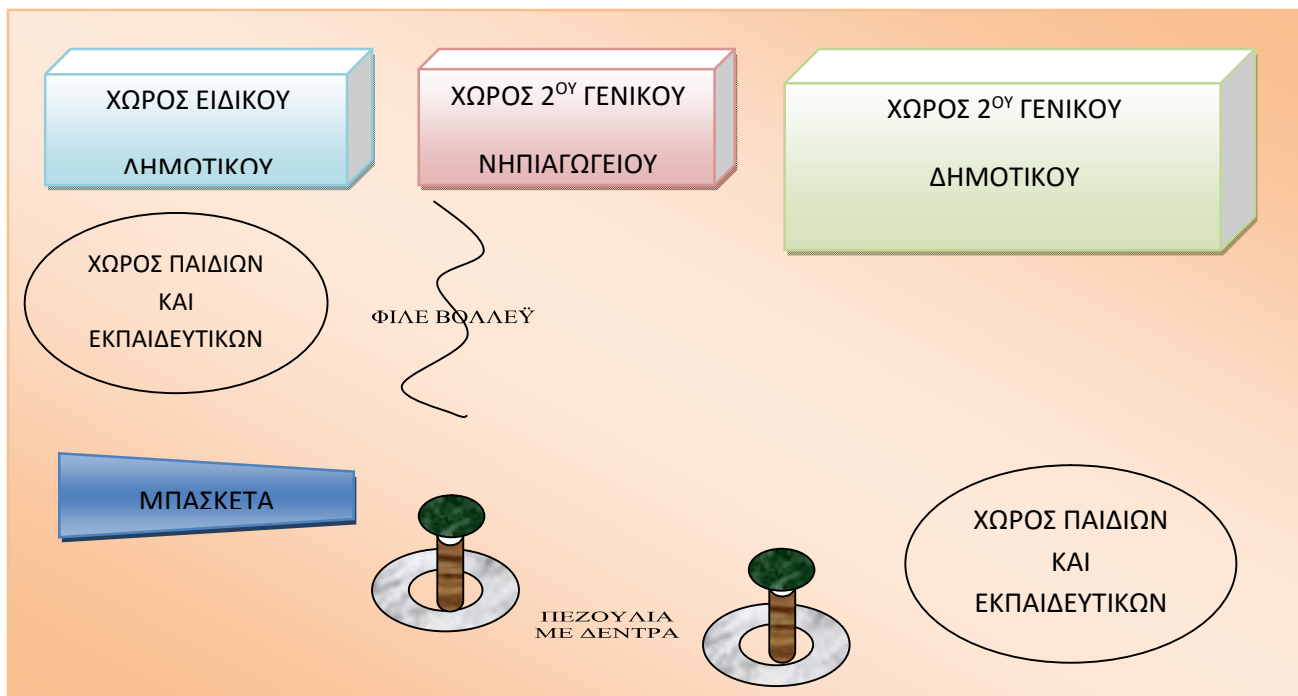 ΧΩΡΟΣ ΕΙΔΙΚΟΥ
ΔΗΜΟΤΙΚΟΥ
ΧΩΡΟΣ 2ΟΥ ΓΕΝΙΚΟΥ
ΝΗΠΙΑΓΩΓΕΙΟΥ
ΧΩΡΟΣ 2ΟΥ ΓΕΝΙΚΟΥ
ΔΗΜΟΤΙΚΟΥ
ΧΩΡΟΣ ΠΑΙΔΙΩΝ
ΚΑΙ
ΕΚΠΑΙΔΕΥΤΙΚΩΝ
ΦΙΛΕ ΒΟΛΛΕΫ
ΜΠΑΣΚΕΤΑ
ΠΕΖΟΥΛΙΑ
ΜΕ ΔΕΝΤΡΑ
ΧΩΡΟΣ ΠΑΙΔΙΩΝ
ΚΑΙ
ΕΚΠΑΙΔΕΥΤΙΚΩΝ